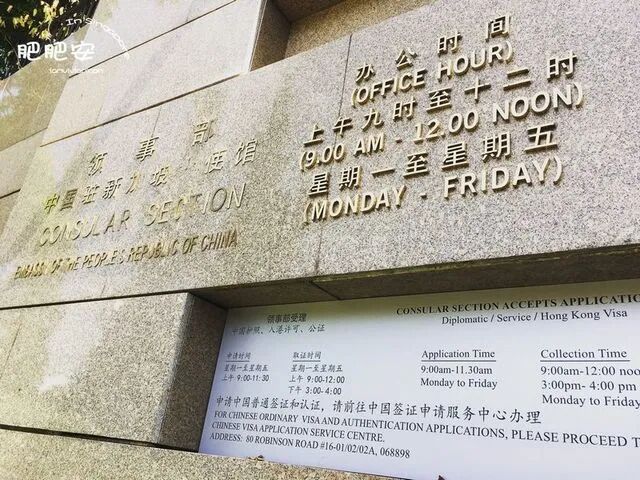 肥肥安
In Singapore
办公时间
(OFFICE HOUR)
上午九时至十二时
(9.00 AM - 12.00 NOON)
星期一至星期五
(MONDAY - FRIDAY)
领事部
中国驻新加坡 使馆
CONSULAR SECTION
EMBASSY OF THE PEOPLE'S REPUBLIC OF CHINA
领事部受理
中国护照、入港许可、公证
申请时间 取证时间
星期一至星期五 星期一至星期五
上午 9:00-11:30 上午 9:00-12:00
下午 3:00-4:00
申请中国普通签证和认证，请前往中国签证申请服务中心办理
FOR CHINESE ORDINARY VISA AND AUTHENTICATION APPLICATIONS, PLEASE PROCEED T
CHINESE VISA APPLICATION SERVICE CENTRE.
ADDRESS: 80 ROBINSON ROAD #16-01/02/02A, 068898
CONSULAR SECTION ACCEPTS APPLICATIO
Diplomatic / Service / Hong Kong Visa
Application Time Collection Time
9:00am-11.30am 9:00am-12:00 noo
Monday to Friday 3:00pm- 4:00 pm
Monday to Friday